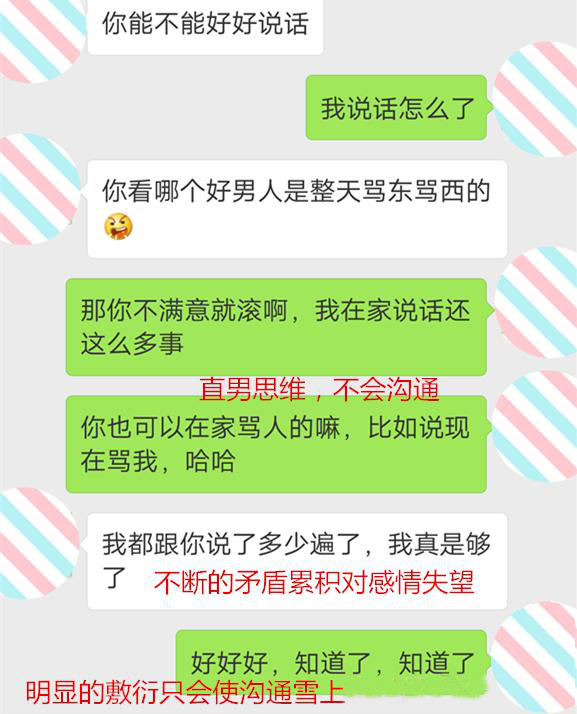 你能不能好好说话
我说话怎么了
你看哪个好男人是整天骂东骂西的
那你不满意就滚啊，我在家说话还
这么多事
直男思维，不会沟通
你也可以在家骂人的嘛，比如说现
在骂我，哈哈
我都跟你说了多少遍了，我真是够
了
不断的矛盾累积对感情失望
好好好，知道了，知道了
明显的敷衍只会使沟通雪上